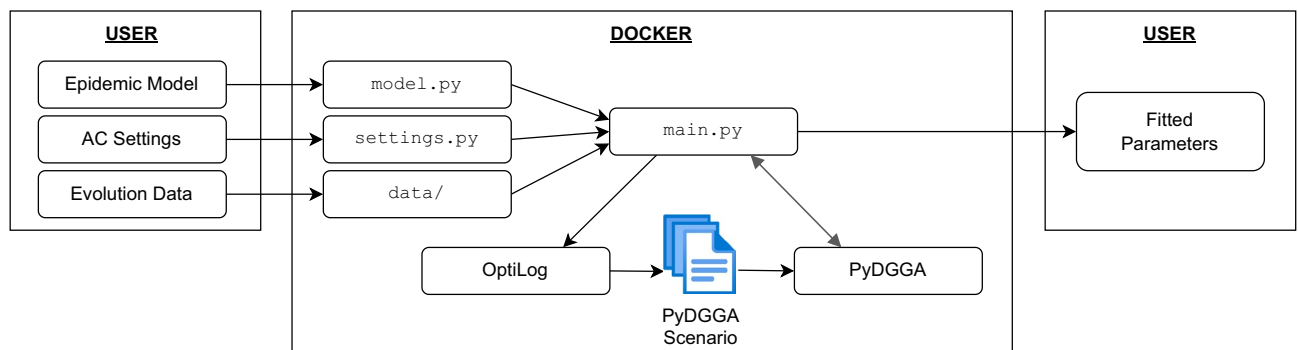 USER
Epidemic Model
AC Settings
Evolution Data
DOCKER
model.py
settings.py
data/
main.py
OptiLog
PyDGGA
Scenario
PyDGGA
USER
Fitted
Parameters